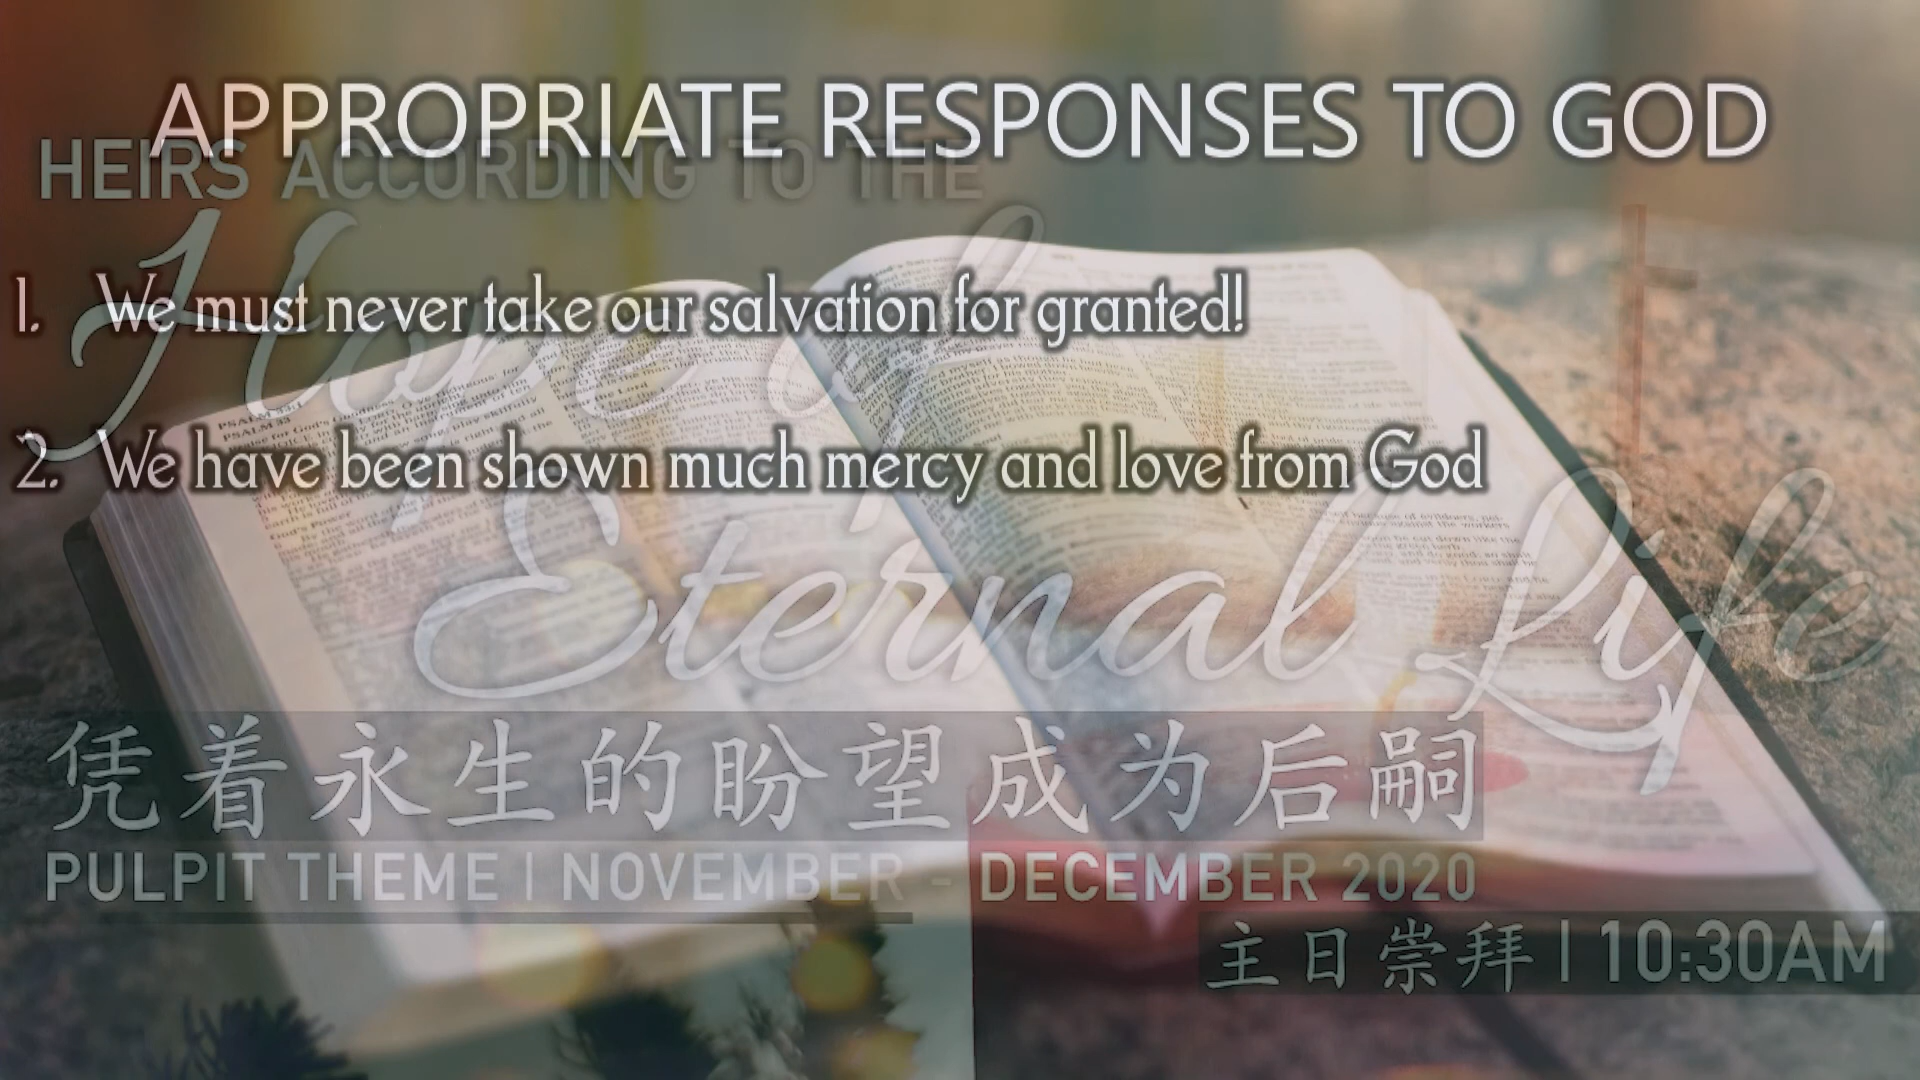 APPROPRIATE RESPONSES TO GOD
HEIRS ACCORDING TO THE
Hope of
1. We must never take our salvation for granted!
2. We have been shown much mercy and love from God
Eternal Life
凭着永生的盼望成为后嗣
PULPIT THEME | NOVEMBER - DECEMBER 2020
主日崇拜 | 10:30AM